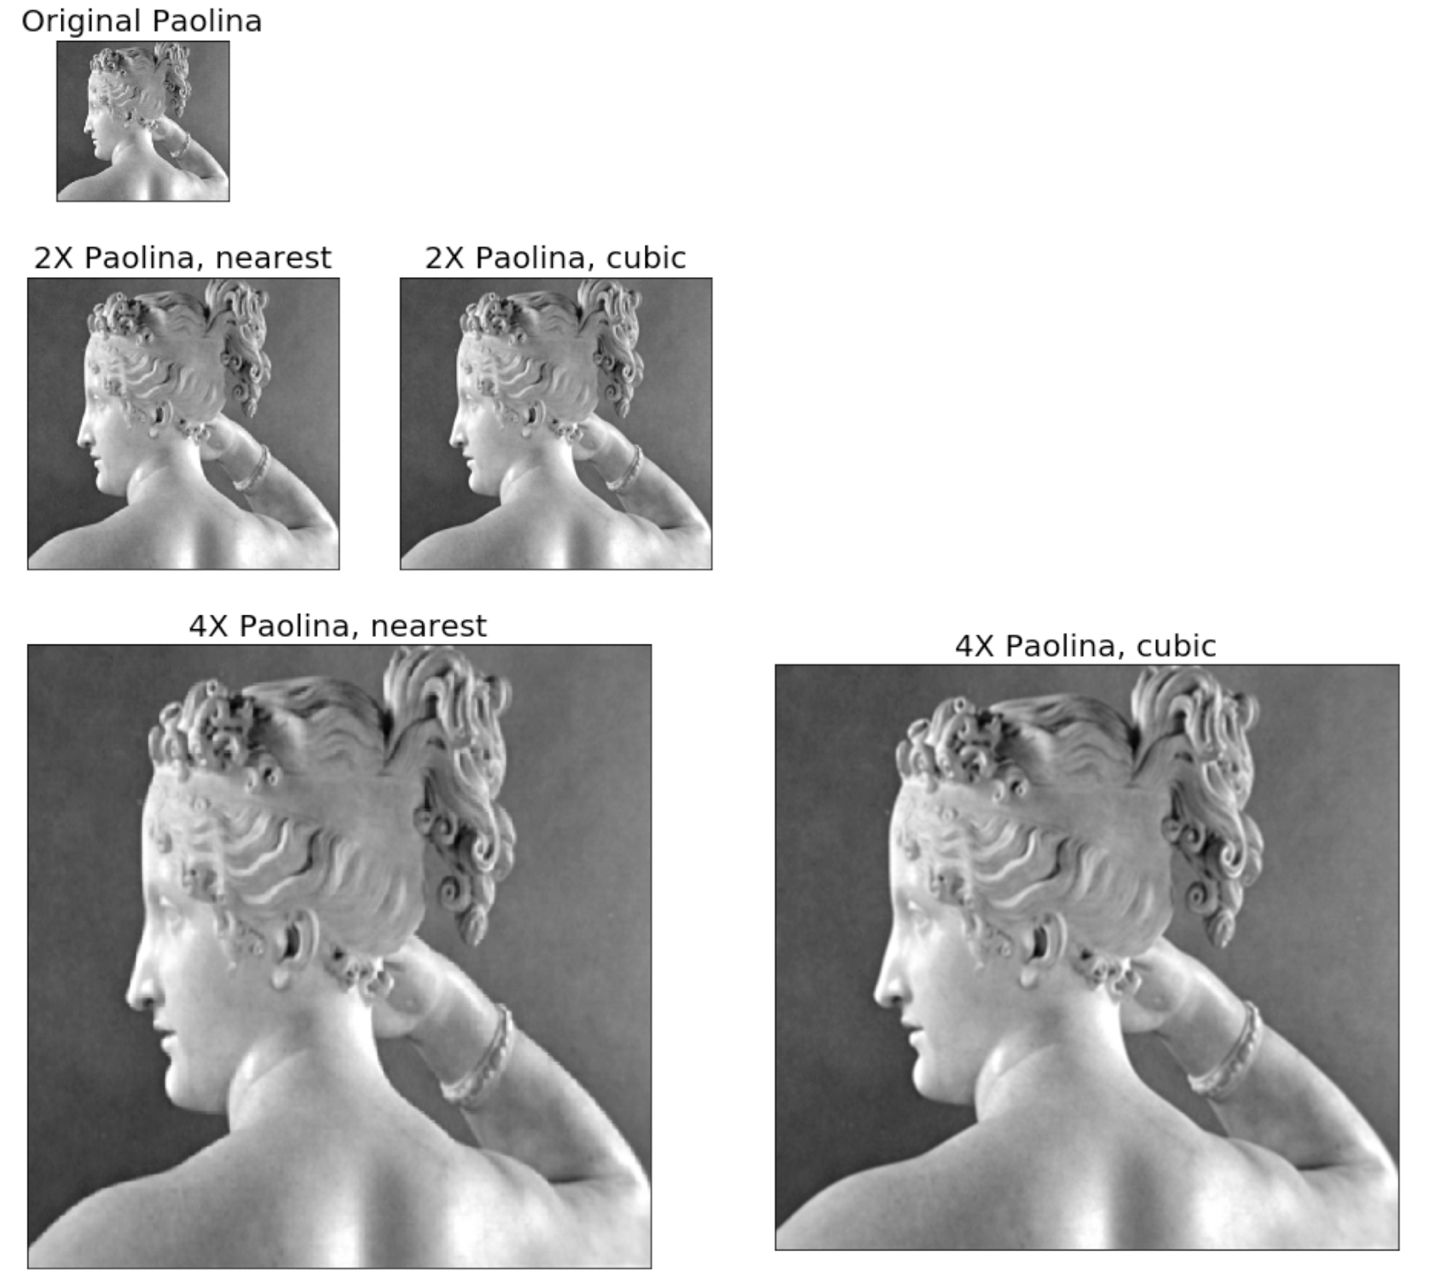 Original Paolina
2X Paolina, nearest
2X Paolina, cubic
4X Paolina, nearest
4X Paolina, cubic